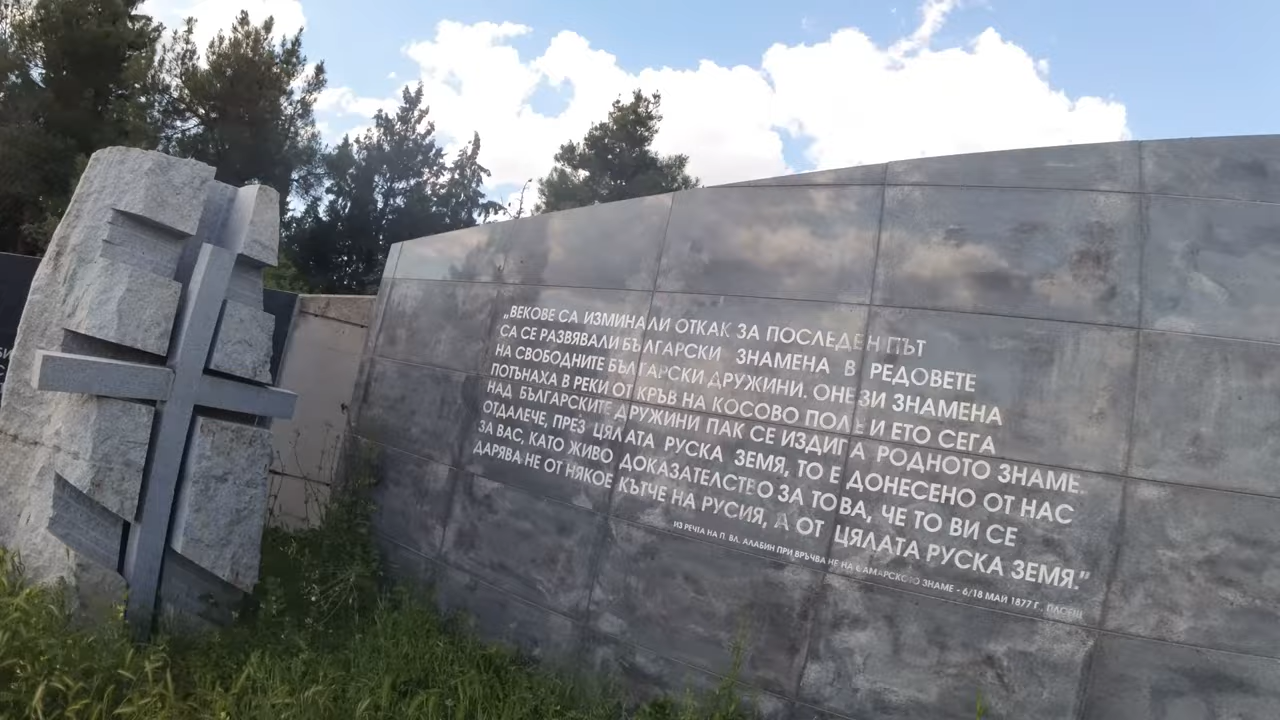 „ВЕКОВЕ СА ИЗМИНАЛИ ОТКАК ЗА ПОСЛЕДЕН ПЪТ
СА СЕ РАЗВЯВАЛИ БЪЛГАРСКИ ЗНАМЕНА В РЕДОВЕТЕ
НА СВОБОДНИТЕ БЪЛГАРСКИ ДРУЖИНИ. ОНЕЗИ ЗНАМЕНА
ПОТЪНАХА В РЕКИ ОТ КРЪВ НА КОСОВО ПОЛЕ И ЕТО СЕГА
НАД БЪЛГАРСКИТЕ ДРУЖИНИ ПАК СЕ ИЗДИГА РОДНОТО ЗНАМЕ.
ОТДАЛЕЧЕ, ПРЕЗ ЦЯЛАТА РУСКА ЗЕМЯ, ТО Е ДОНЕСЕНО ОТ НАС
ЗА ВАС, КАТО ЖИВО ДОКАЗАТЕЛСТВО ЗА ТОВА, ЧЕ ТО ВИ СЕ
ДАРЯВА НЕ ОТ НЯКОЕ КЪТЧЕ НА РУСИЯ, А ОТ ЦЯЛАТА РУСКА ЗЕМЯ.”
ИЗ РЕЧТА НА П. ВЛ. АЛАБИН ПРИ ВРЪЧВАНЕ НА САМАРСКОТО ЗНАМЕ - 6/18 МАЙ 1877 Г.,